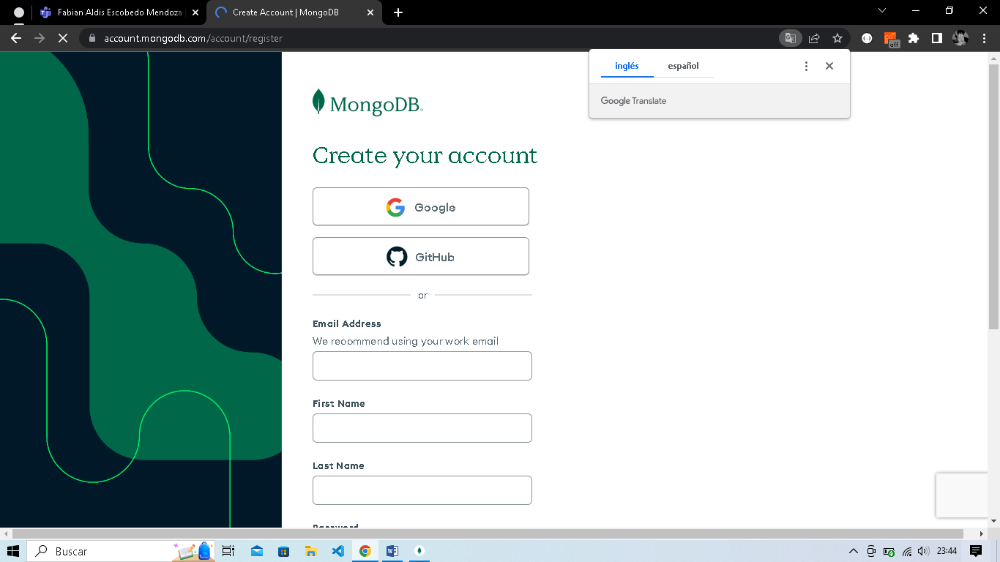 Fabian Aldis Escobedo Mendoza
Create Account | MongoDB
account.mongodb.com/account/register
off
inglés
español
Google Translate
MongoDB.
Create your account
Google
GitHub
or
Email Address
We recommend using your work email
First Name
Last Name
Password
Buscar
23:44